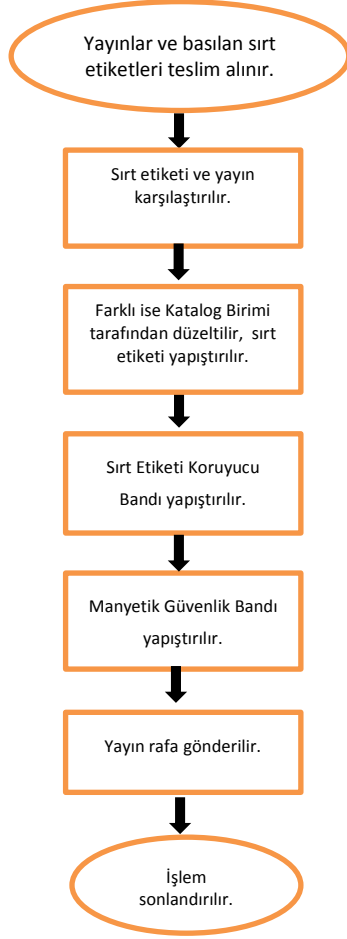 Yayınlar ve basılan sırt
etiketleri teslim alınır.
Sırt etiketi ve yayın
karşılaştırılır.
Farklı ise Katalog Birimi
tarafından düzeltilir, sırt
etiketi yapıştırılır.
Sırt Etiketi Koruyucu
Bandı yapıştırılır.
Manyetik Güvenlik Bandı
yapıştırılır.
Yayın rafa gönderilir.
İşlem
sonlandırılır.